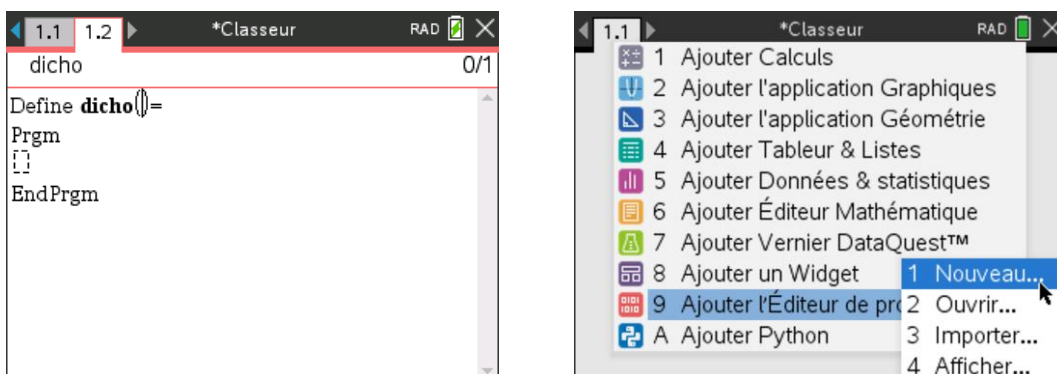 1.1 1.2 *Classeur RAD
dicho 0/1
Define dicho()=
Prgm
EndPrgm
1.1 *Classeur RAD
1 Ajouter Calculs
2 Ajouter l'application Graphiques
3 Ajouter l'application Géométrie
4 Ajouter Tableur & Listes
5 Ajouter Données & statistiques
6 Ajouter Éditeur Mathématique
7 Ajouter Vernier DataQuest™
8 Ajouter un Widget 1 Nouveau...
9 Ajouter l'Éditeur de pro 2 Ouvrir...
A Ajouter Python 3 Importer...
4 Afficher...